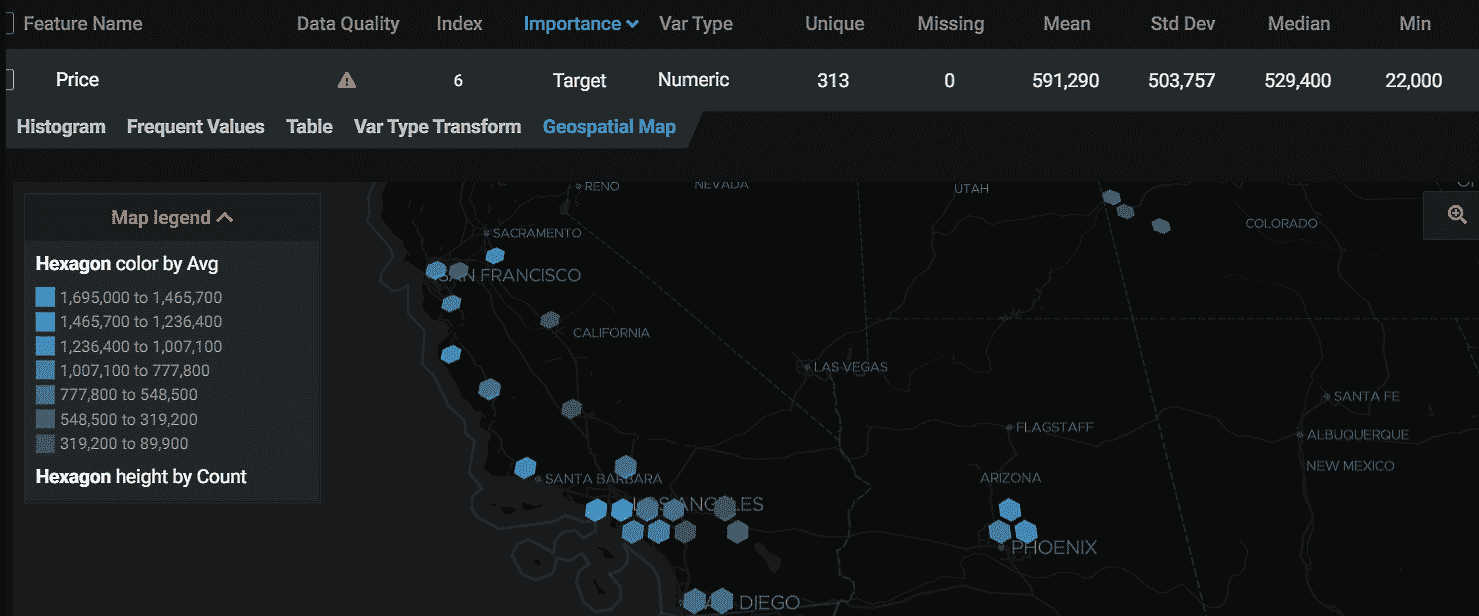 Feature Name Data Quality Index Importance Var Type Unique Missing Mean Std Dev Median Min
Price 6 Target Numeric 313 0 591,290 503,757 529,400 22,000
Histogram Frequent Values Table Var Type Transform Geospatial Map
Map legend
Hexagon color by Avg
1,695,000 to 1,465,700
1,465,700 to 1,236,400
1,236,400 to 1,007,100
1,007,100 to 777,800
777,800 to 548,500
548,500 to 319,200
319,200 to 89,900
Hexagon height by Count
RENO
NEVADA
UTAH
COLORADO
SACRAMENTO
SAN FRANCISCO
CALIFORNIA
LAS VEGAS
SANTA FE
FLAGSTAFF
ALBUQUERQUE
NEW MEXICO
ARIZONA
SANTA BARBARA
LOS ANGELES
PHOENIX
DIEGO